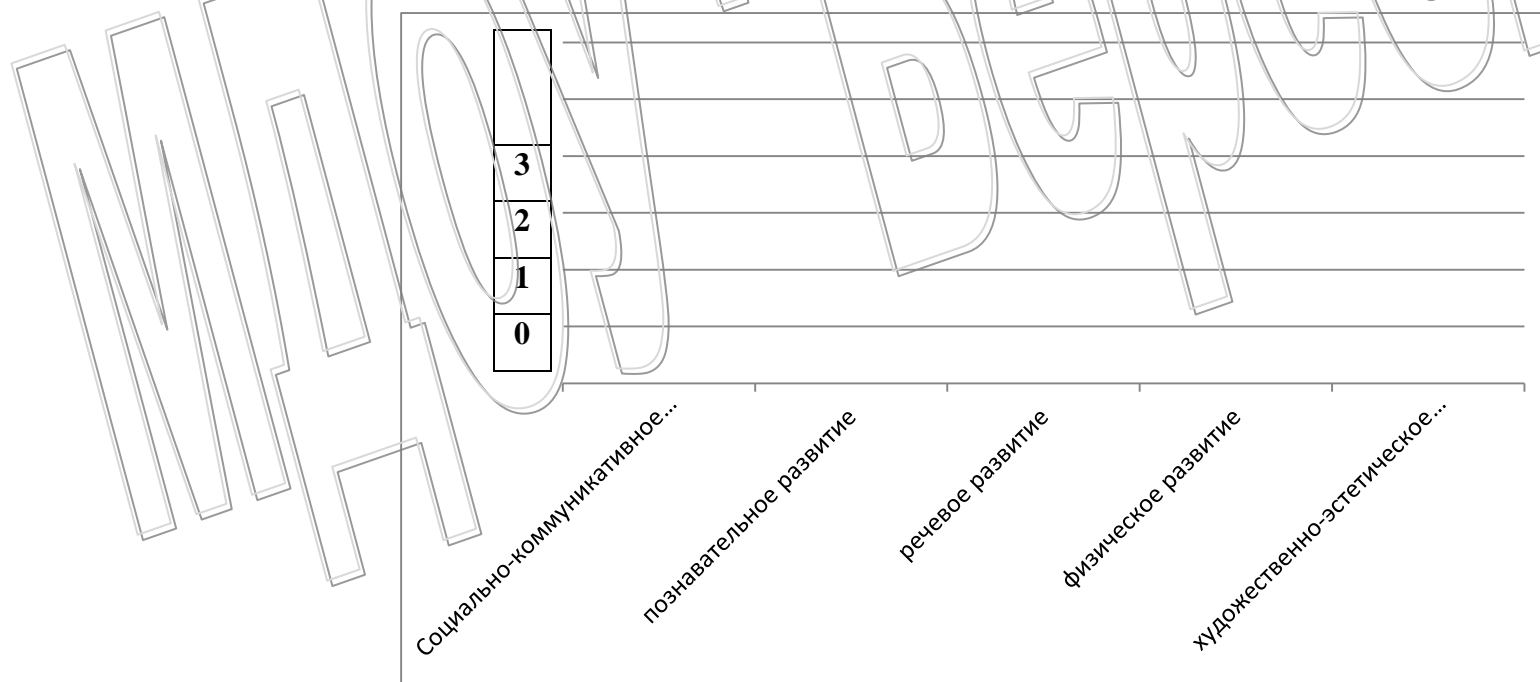 3
2
1
0
Социально-коммуникативное...
познавательное развитие
речевое развитие
физическое развитие
художественно-эстетическое...